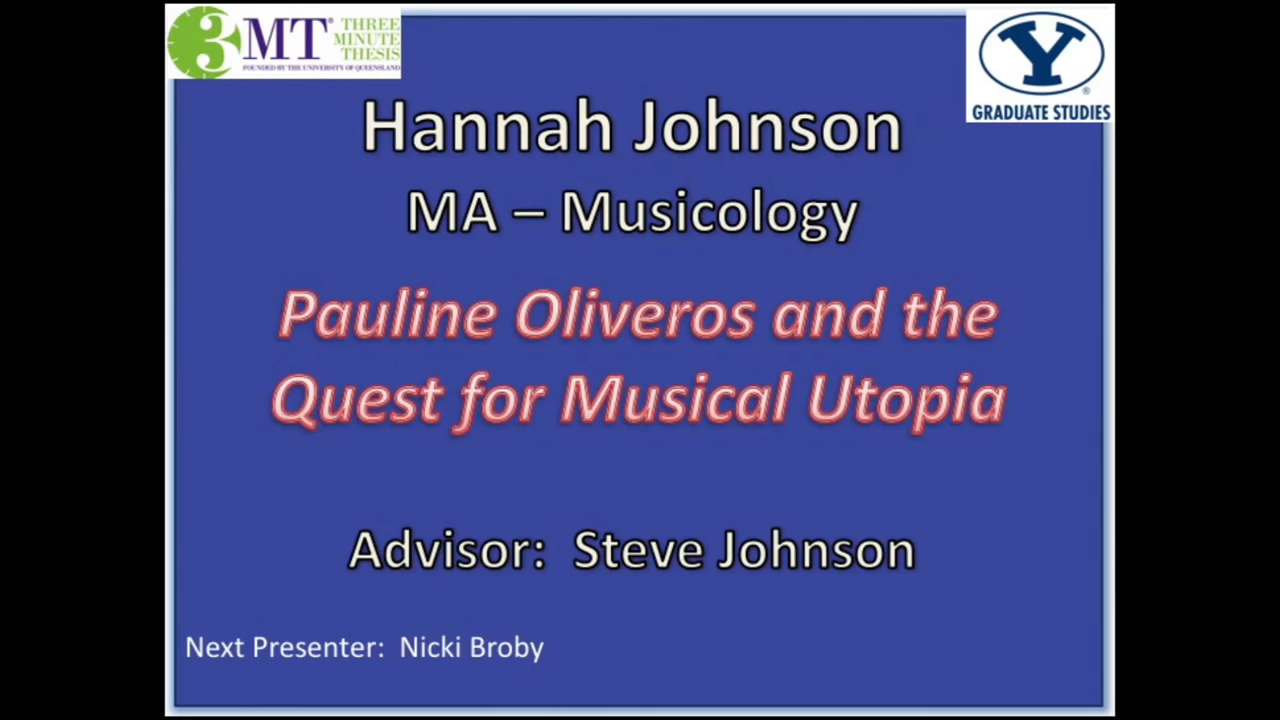 3MT® THREE
MINUTE
THESIS
FOUNDED BY THE UNIVERSITY OF QUEENSLAND
Y®
GRADUATE STUDIES
Hannah Johnson
MA – Musicology
Pauline Oliveros and the
Quest for Musical Utopia
Advisor: Steve Johnson
Next Presenter: Nicki Broby